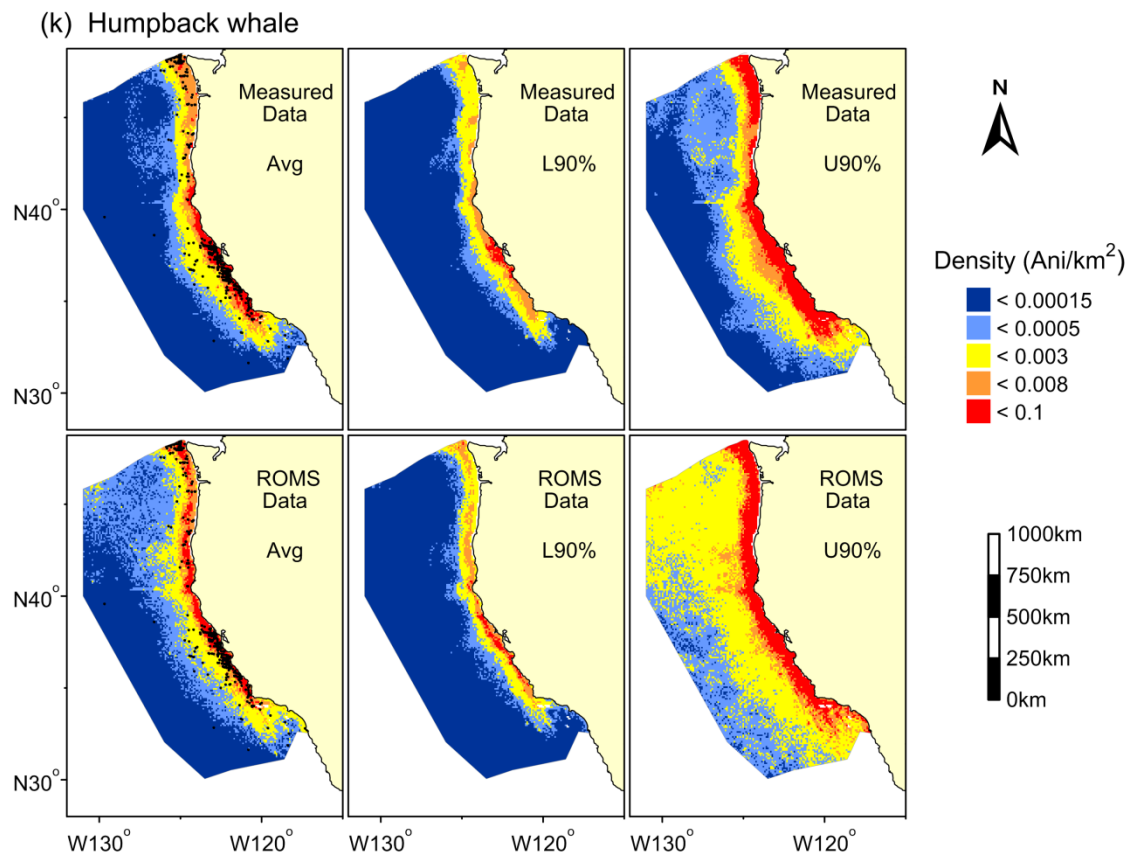 (k) Humpback whale
Measured
Data
Avg
Measured
Data
L90%
Measured
Data
U90%
N
N40°
N30°
Density (Ani/km²)
< 0.00015
< 0.0005
< 0.003
< 0.008
< 0.1
ROMS
Data
Avg
ROMS
Data
L90%
ROMS
Data
U90%
1000km
750km
500km
250km
0km
N40°
N30°
W130°
W120°
W130°
W120°
W130°
W120°